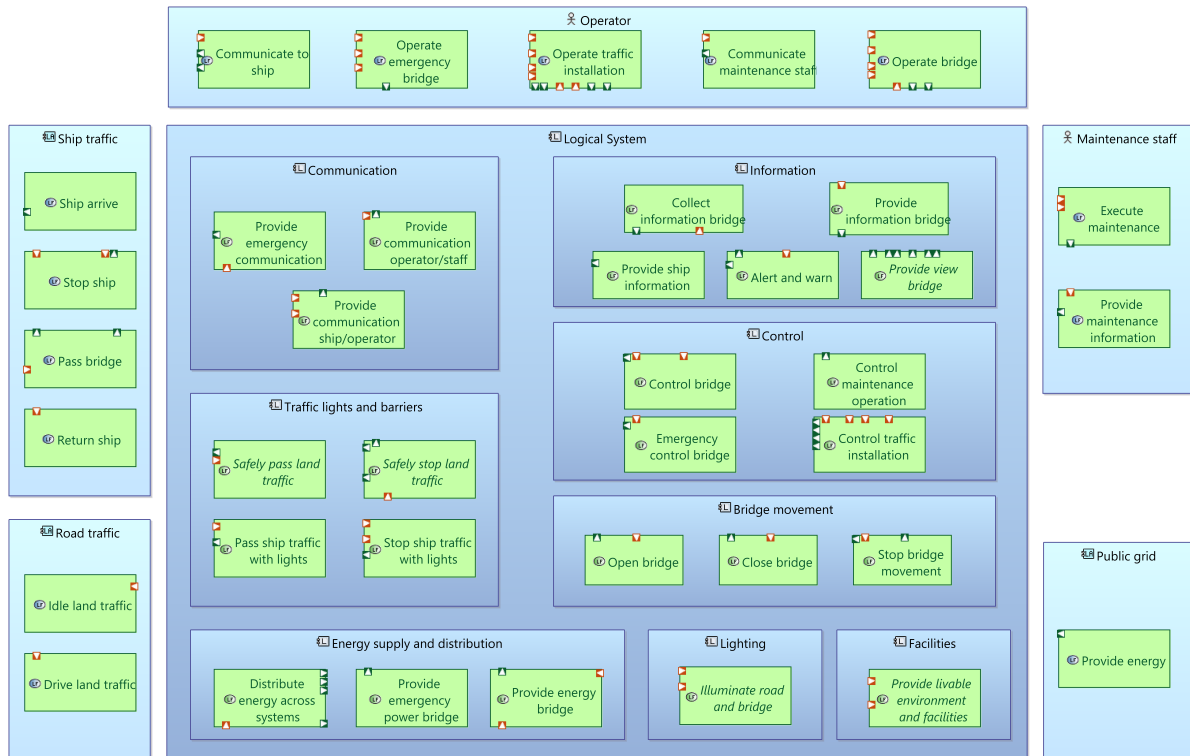 Operator
Communicate to
ship
Operate
emergency
bridge
Operate traffic
installation
Communicate
maintenance staff
Operate bridge
Ship traffic
Ship arrive
Stop ship
Pass bridge
Return ship
Road traffic
Idle land traffic
Drive land traffic
Logical System
Communication
Provide
emergency
communication
Provide
communication
operator/staff
Provide
communication
ship/operator
Traffic lights and barriers
Safely pass land
traffic
Safely stop land
traffic
Pass ship traffic
with lights
Stop ship traffic
with lights
Information
Collect
information bridge
Provide
information bridge
Provide ship
information
Alert and warn
Provide view
bridge
Control
Control bridge
Control
maintenance
operation
Emergency
control bridge
Control traffic
installation
Bridge movement
Open bridge
Close bridge
Stop bridge
movement
Energy supply and distribution
Distribute
energy across
systems
Provide
emergency
power bridge
Provide energy
bridge
Lighting
Illuminate road
and bridge
Facilities
Provide livable
environment
and facilities
Maintenance staff
Execute
maintenance
Provide
maintenance
information
Public grid
Provide energy